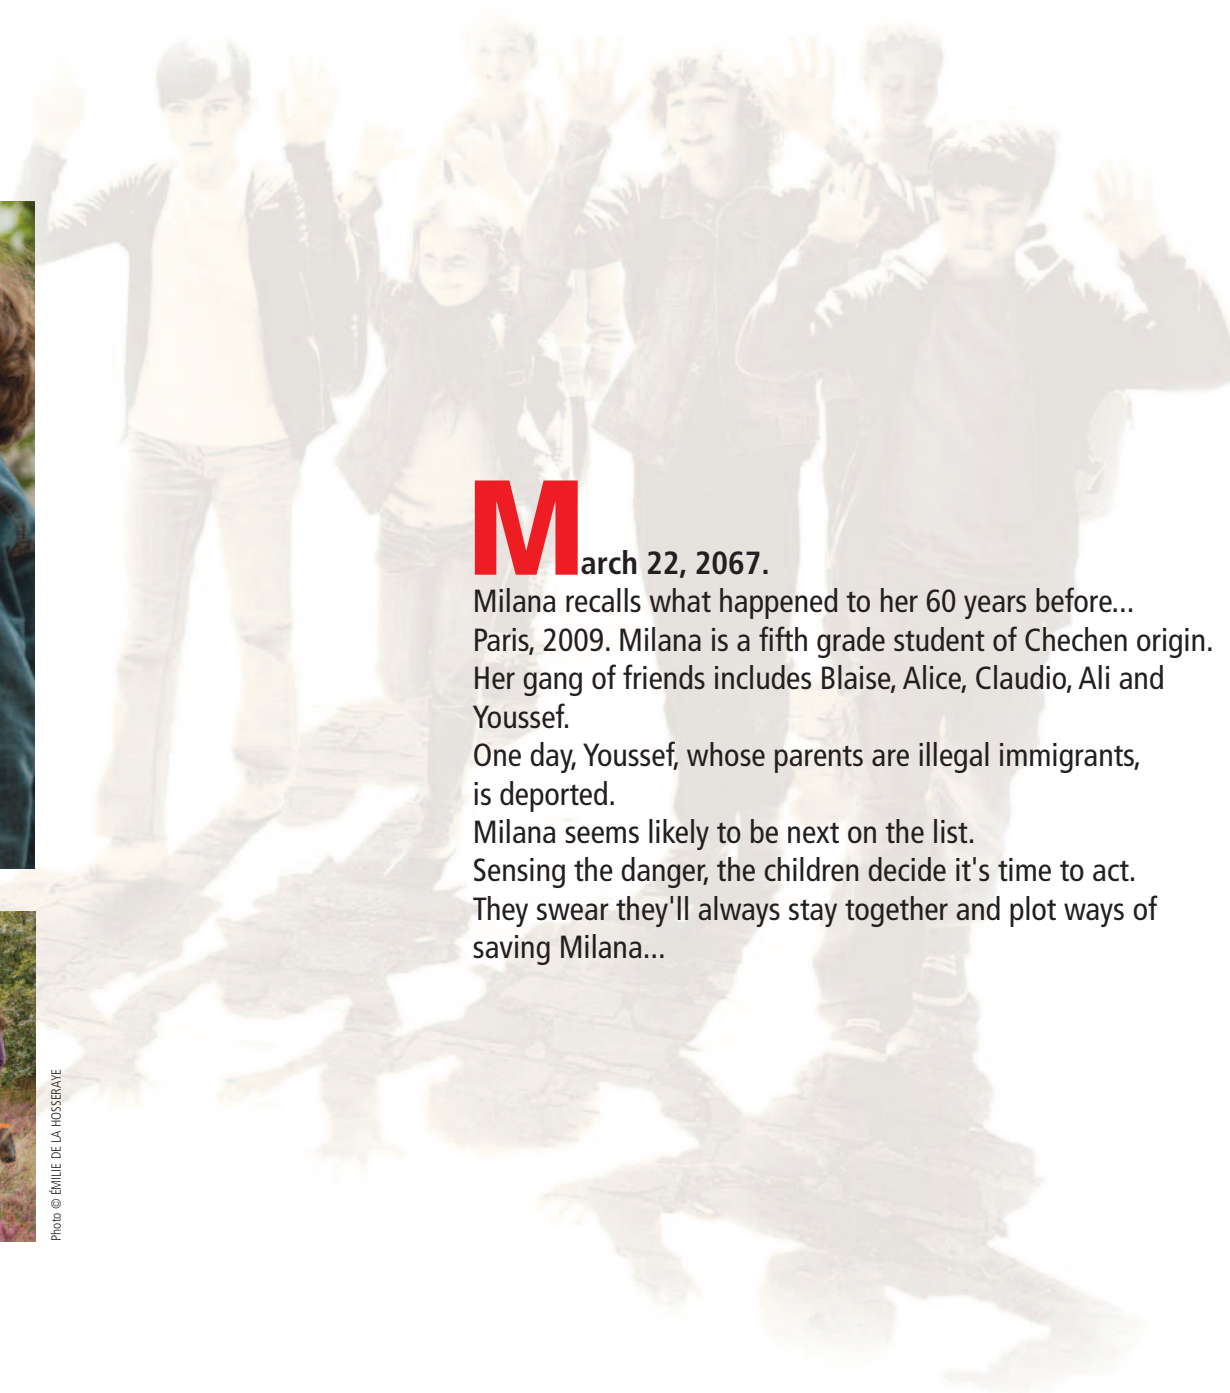 March 22, 2067.
Milana recalls what happened to her 60 years before...
Paris, 2009. Milana is a fifth grade student of Chechen origin.
Her gang of friends includes Blaise, Alice, Claudio, Ali and
Youssef.
One day, Youssef, whose parents are illegal immigrants,
is deported.
Milana seems likely to be next on the list.
Sensing the danger, the children decide it's time to act.
They swear they'll always stay together and plot ways of
saving Milana...
Photo © ÉMILIE DE LA HOSSERAYE